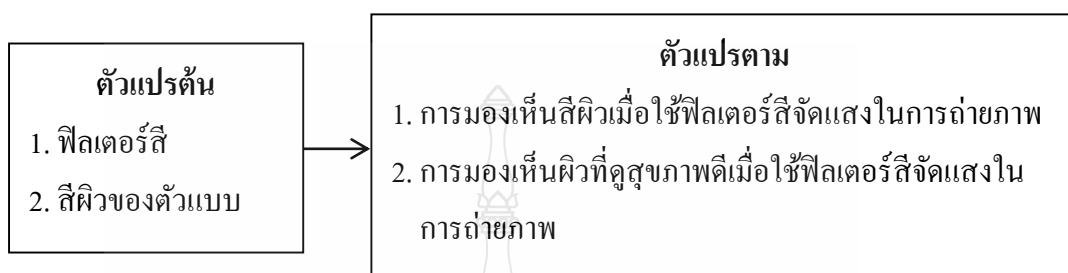 ตัวแปรต้น
1. ฟิลเตอร์สี
2. สีผิวของตัวแบบ
ตัวแปรตาม
1. การมองเห็นสีผิวเมื่อใช้ฟิลเตอร์สีจัดแสงในการถ่ายภาพ
2. การมองเห็นผิวที่ดูสุขภาพดีเมื่อใช้ฟิลเตอร์สีจัดแสงใน
การถ่ายภาพ